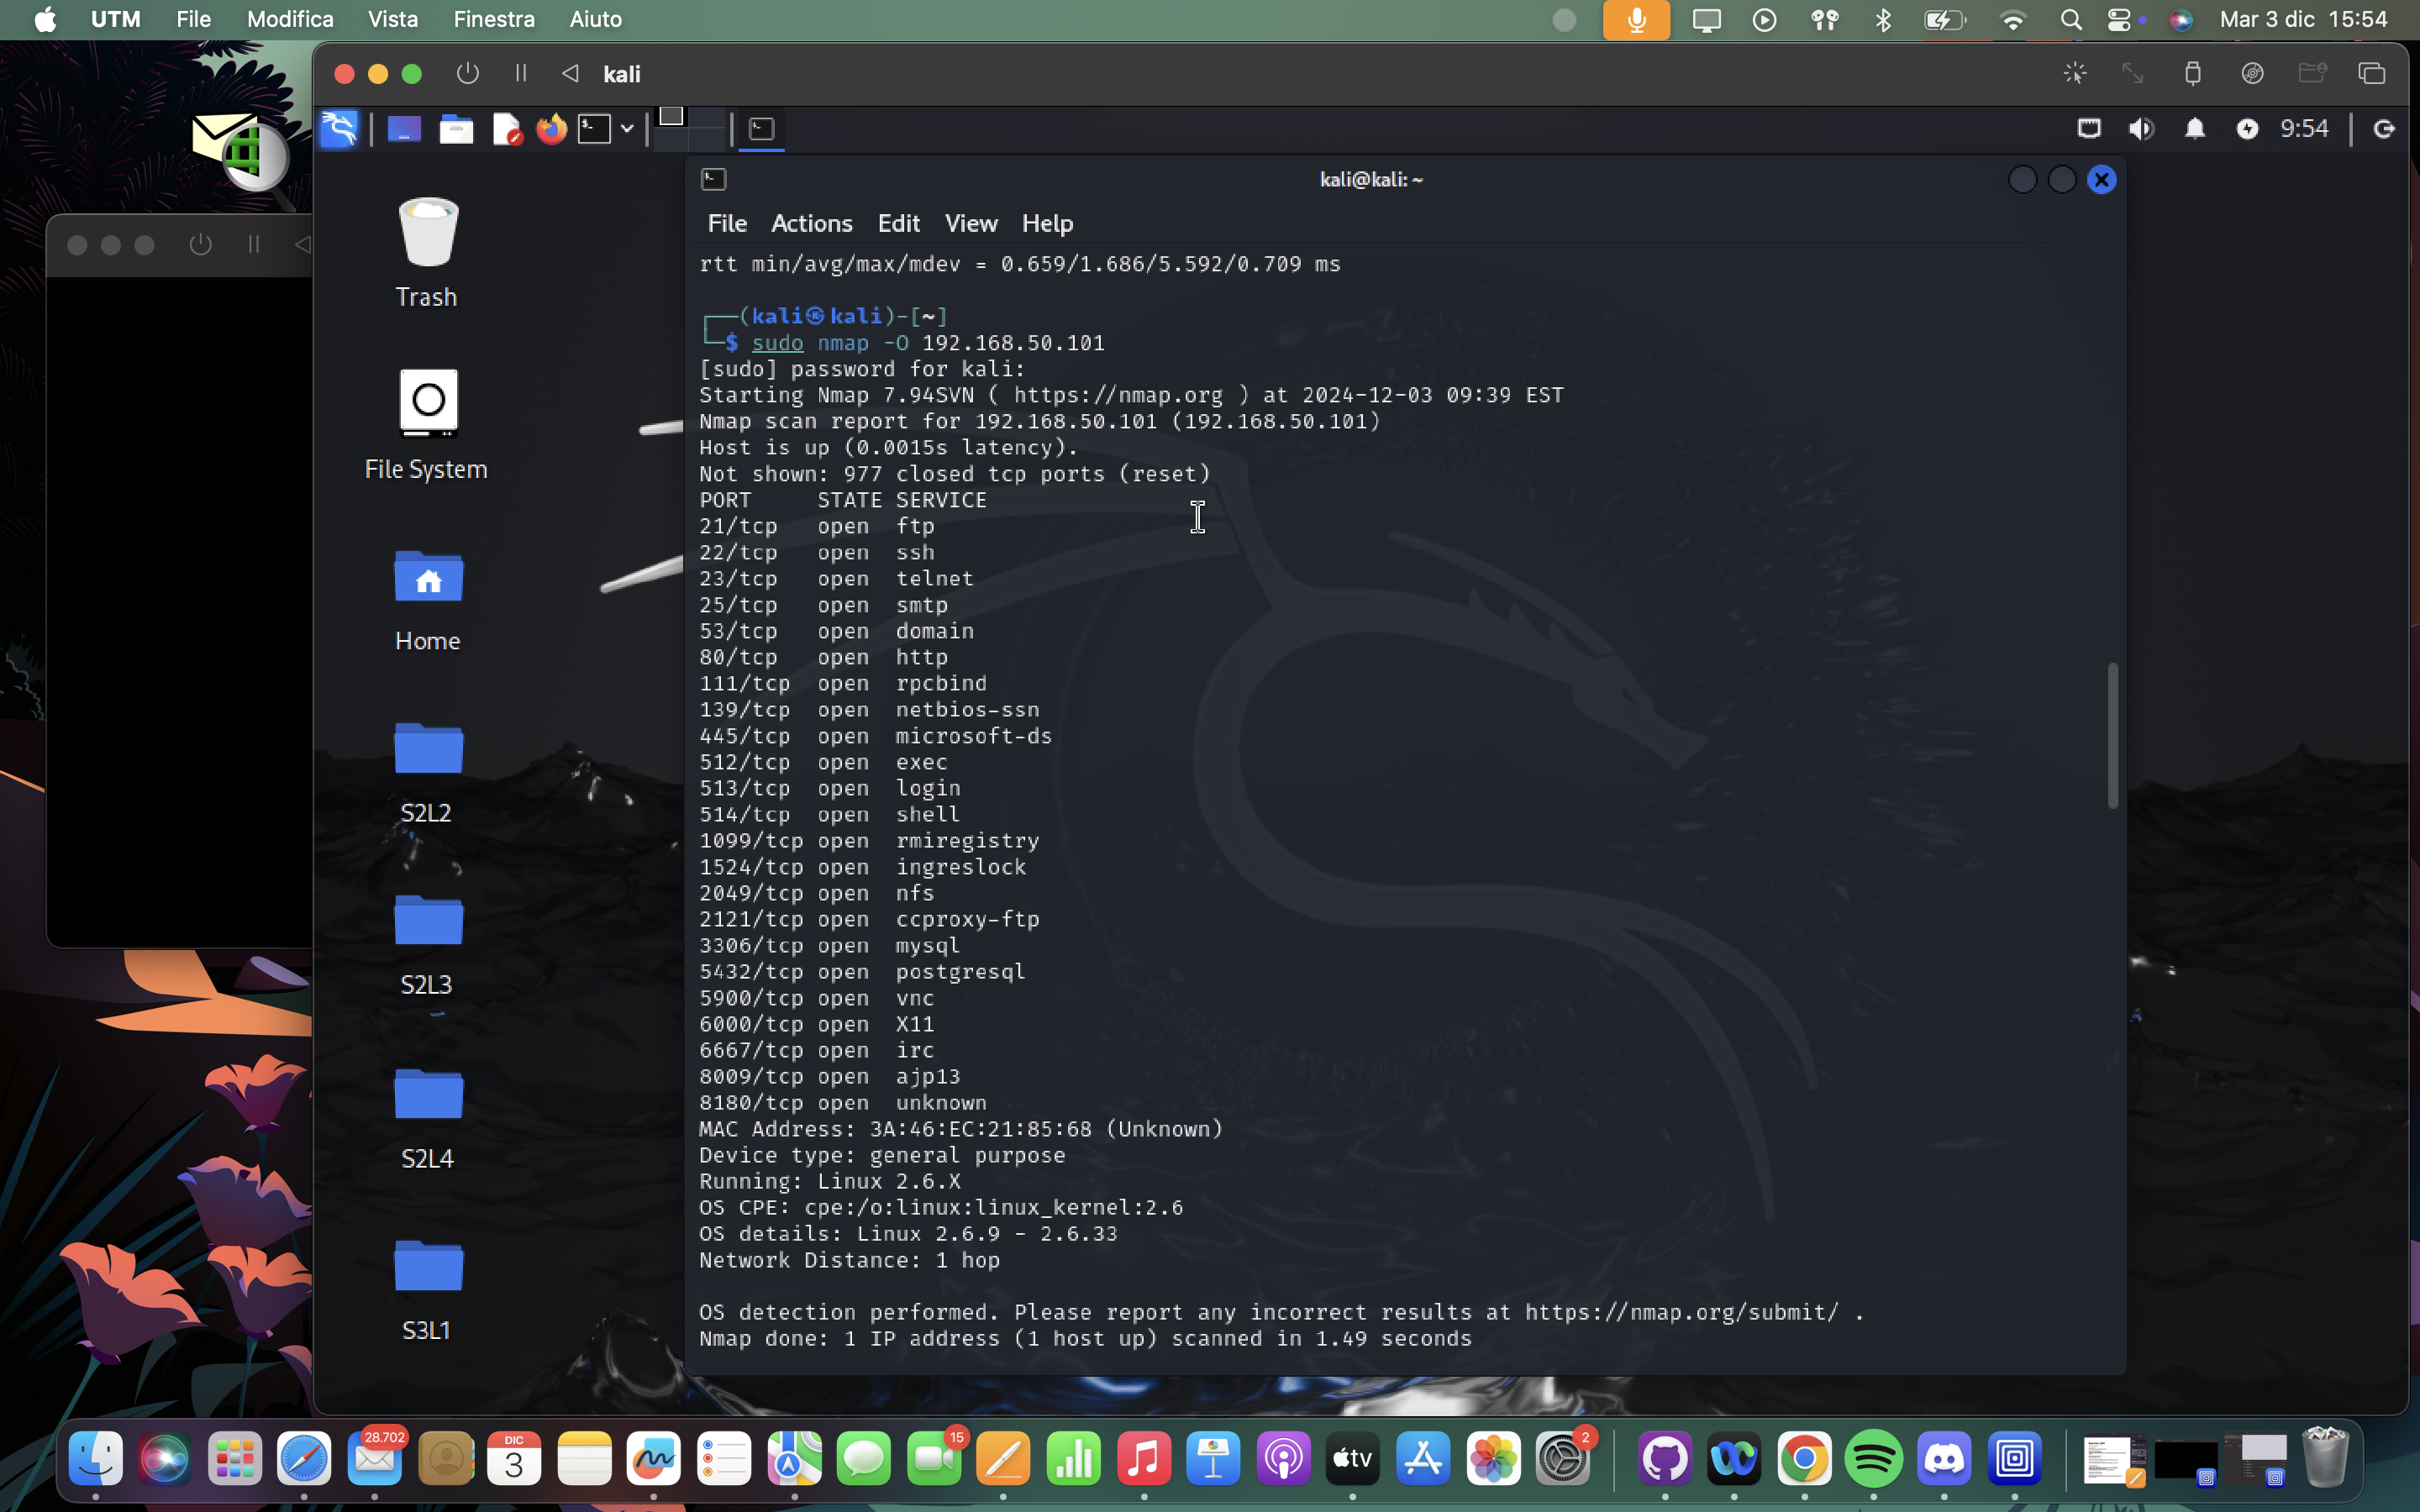 UTM File Modifica Vista Finestra Aiuto Mar 3 dic 15:54
kali
9:54
kali@kali: ~
File Actions Edit View Help
rtt min/avg/max/mdev = 0.659/1.686/5.592/0.709 ms
(kali㉿kali)-[~]
$ sudo nmap -O 192.168.50.101
[sudo] password for kali:
Starting Nmap 7.94SVN ( https://nmap.org ) at 2024-12-03 09:39 EST
Nmap scan report for 192.168.50.101 (192.168.50.101)
Host is up (0.0015s latency).
Not shown: 977 closed tcp ports (reset)
PORT STATE SERVICE
21/tcp open ftp
22/tcp open ssh
23/tcp open telnet
25/tcp open smtp
53/tcp open domain
80/tcp open http
111/tcp open rpcbind
139/tcp open netbios-ssn
445/tcp open microsoft-ds
512/tcp open exec
513/tcp open login
514/tcp open shell
1099/tcp open rmiregistry
1524/tcp open ingreslock
2049/tcp open nfs
2121/tcp open ccproxy-ftp
3306/tcp open mysql
5432/tcp open postgresql
5900/tcp open vnc
6000/tcp open X11
6667/tcp open irc
8009/tcp open ajp13
8180/tcp open unknown
MAC Address: 3A:46:EC:21:85:68 (Unknown)
Device type: general purpose
Running: Linux 2.6.X
OS CPE: cpe:/o:linux:linux_kernel:2.6
OS details: Linux 2.6.9 - 2.6.33
Network Distance: 1 hop
OS detection performed. Please report any incorrect results at https://nmap.org/submit/ .
Nmap done: 1 IP address (1 host up) scanned in 1.49 seconds
Trash
File System
Home
S2L2
S2L3
S2L4
S3L1
28.702
DIC
3
15
tv
2